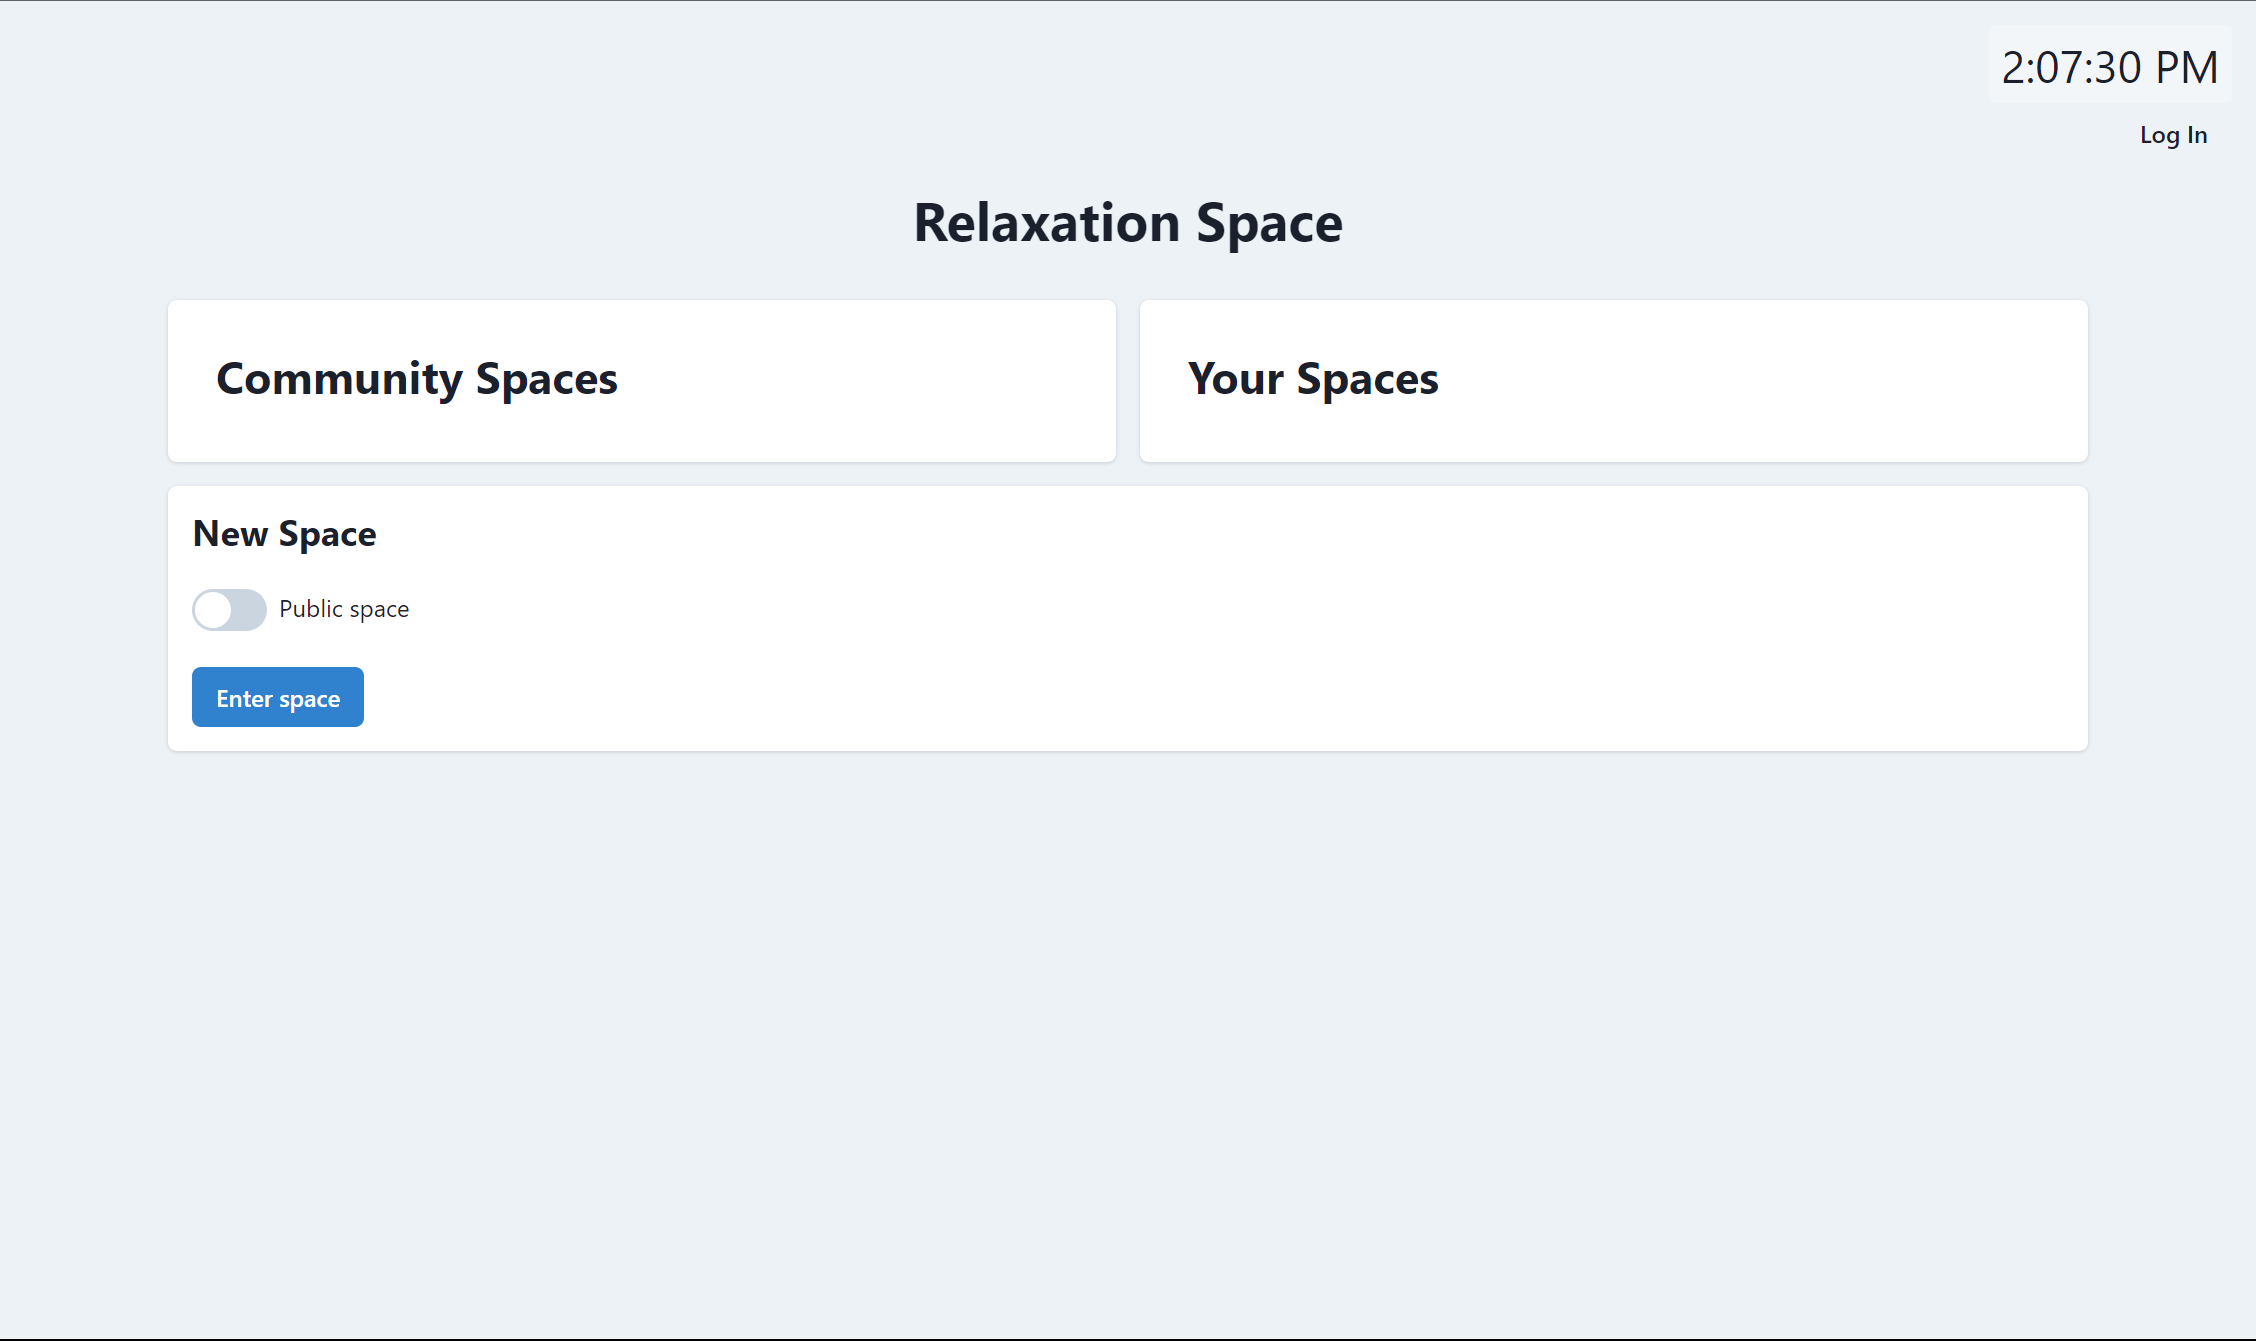 2:07:30 PM
Log In
Relaxation Space
Community Spaces
Your Spaces
New Space
Public space
Enter space